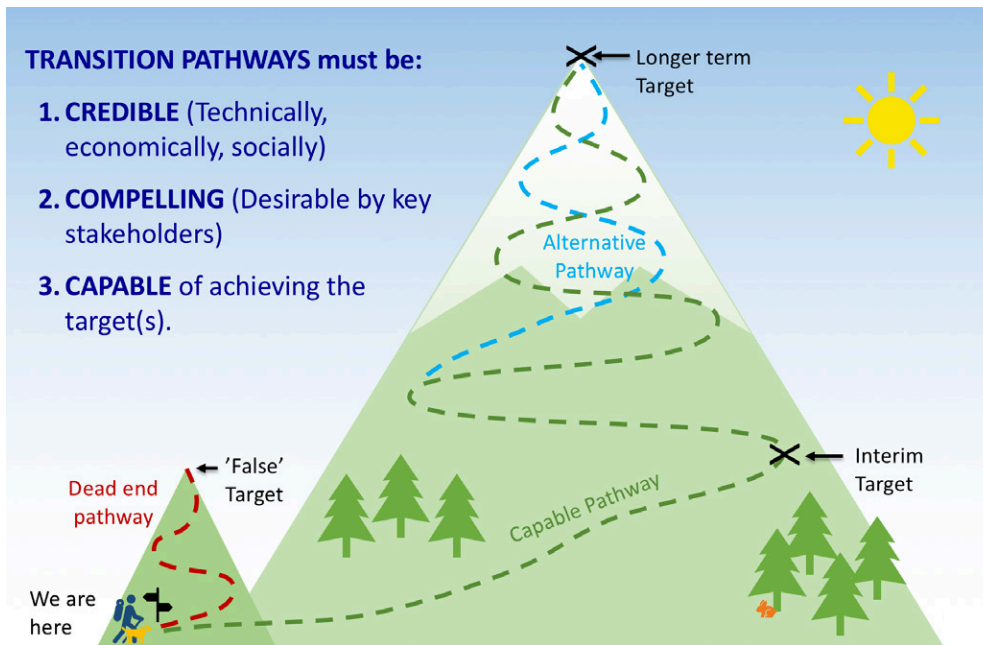 TRANSITION PATHWAYS must be:
1. CREDIBLE (Technically,
economically, socially)
2. COMPELLING (Desirable by key
stakeholders)
3. CAPABLE of achieving the
target(s).
Longer term
Target
Alternative
Pathway
Interim
Target
Capable Pathway
'False'
Target
Dead end
pathway
We are
here